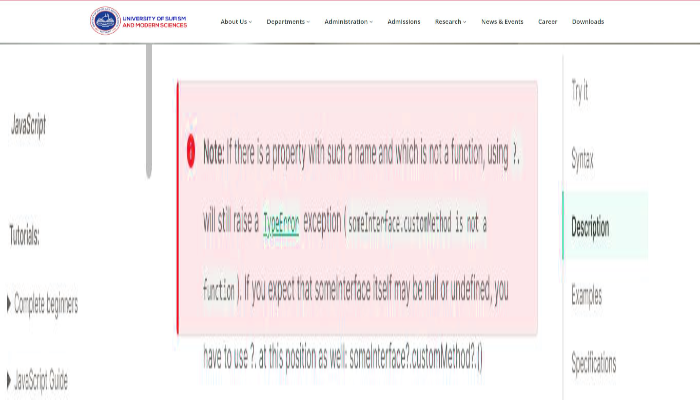 UNIVERSITY OF SUFISM
AND MODERN SCIENCES
About Us
Departments
Administration
Admissions
Research
News & Events
Career
Downloads
JavaScript
Tutorials:
Complete beginners
JavaScript Guide
Note: If there is a property with such a name and which is not a function, using ?.
will still raise a TypeError exception (someInterface.customMethod is not a
function). If you expect that someInterface itself may be null or undefined, you
have to use ?. at this position as well: someInterface?.customMethod?.()
Try it
Syntax
Description
Examples
Specifications